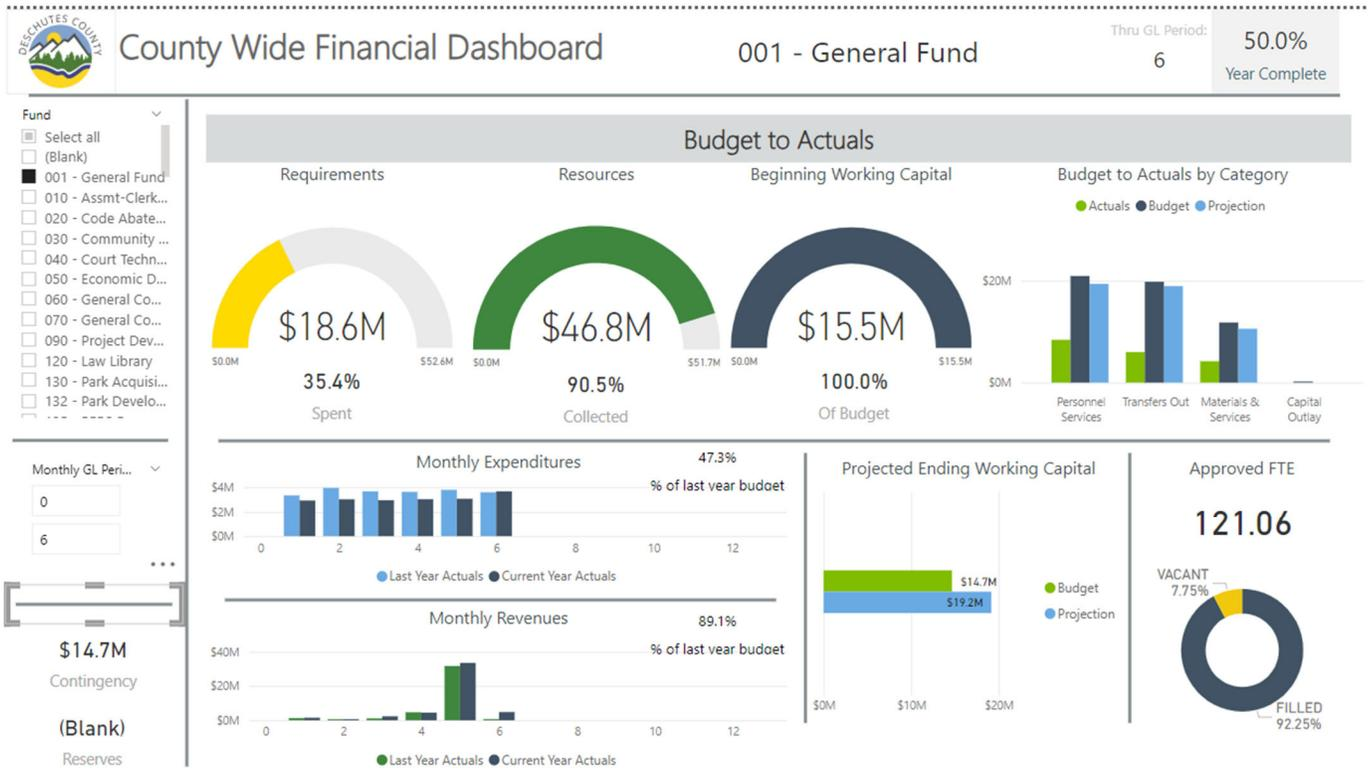 DESCHUTES COUNTY
County Wide Financial Dashboard
001 - General Fund
Thru GL Period:
6
50.0%
Year Complete
Fund
Select all
(Blank)
001 - General Fund
010 - Assmt-Clerk...
020 - Code Abate...
030 - Community ...
040 - Court Techn...
050 - Economic D...
060 - General Co...
070 - General Co...
090 - Project Dev...
120 - Law Library
130 - Park Acquisi...
132 - Park Develo...
Monthly GL Peri...
0
6
$14.7M
Contingency
(Blank)
Reserves
Budget to Actuals
Requirements
$18.6M
$0.0M $52.6M
35.4%
Spent
Resources
$46.8M
$0.0M $51.7M
90.5%
Collected
Beginning Working Capital
$15.5M
$0.0M $15.5M
100.0%
Of Budget
Budget to Actuals by Category
Actuals Budget Projection
$20M
$0M
Personnel Services
Transfers Out
Materials & Services
Capital Outlay
Monthly Expenditures
47.3%
% of last year budget
$4M
$2M
$0M
0 2 4 6 8 10 12
Last Year Actuals Current Year Actuals
Monthly Revenues
89.1%
% of last year budget
$40M
$20M
$0M
0 2 4 6 8 10 12
Last Year Actuals Current Year Actuals
Projected Ending Working Capital
$14.7M
$19.2M
Budget
Projection
$0M $10M $20M
Approved FTE
121.06
VACANT
7.75%
FILLED
92.25%